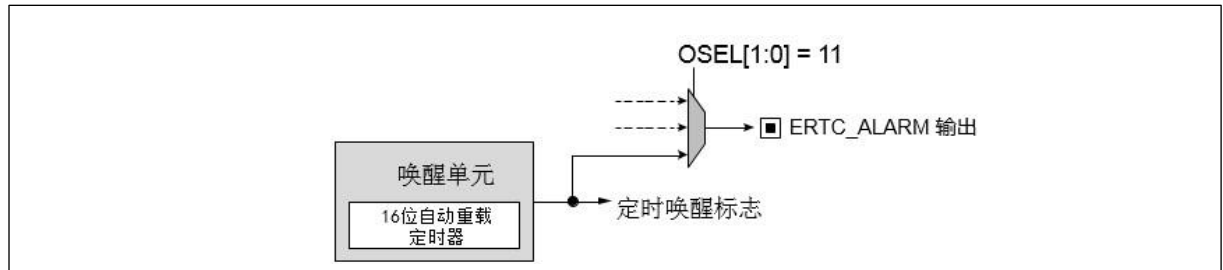 OSEL[1:0] = 11
ERTC_ALARM 输出
唤醒单元
16位自动重载
定时器
定时唤醒标志